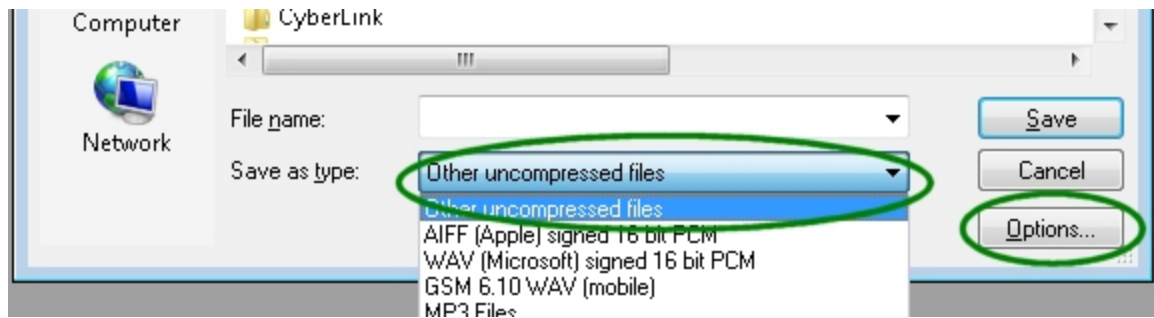 Computer
CyberLink
Network
File name:
Save
Save as type:
Other uncompressed files
Cancel
Other uncompressed files
Options...
AIFF (Apple) signed 16 bit PCM
WAV (Microsoft) signed 16 bit PCM
GSM 6.10 WAV (mobile)
MP3 Files